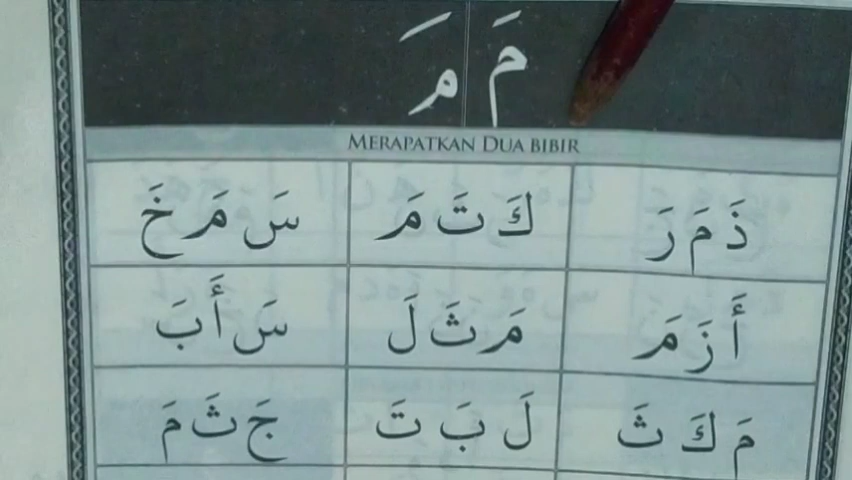 مَ مَ
MERAPATKAN DUA BIBIR
ذَ مَ رَ كَ تَ مَ سَ مَ خَ
أَ زَ مَ مَ ثَ لَ سَ أَ بَ
مَ كَ ثَ لَ بَ تَ جَ ثَ مَ